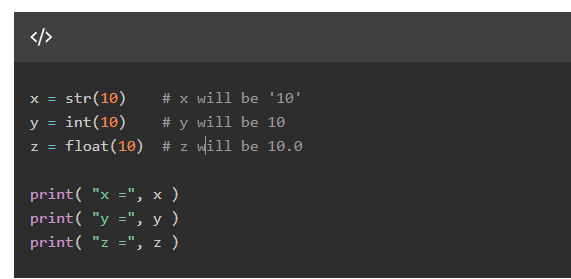 </>
x = str(10)    # x will be '10'
y = int(10)    # y will be 10
z = float(10)  # z will be 10.0
print( "x =", x )
print( "y =", y )
print( "z =", z )